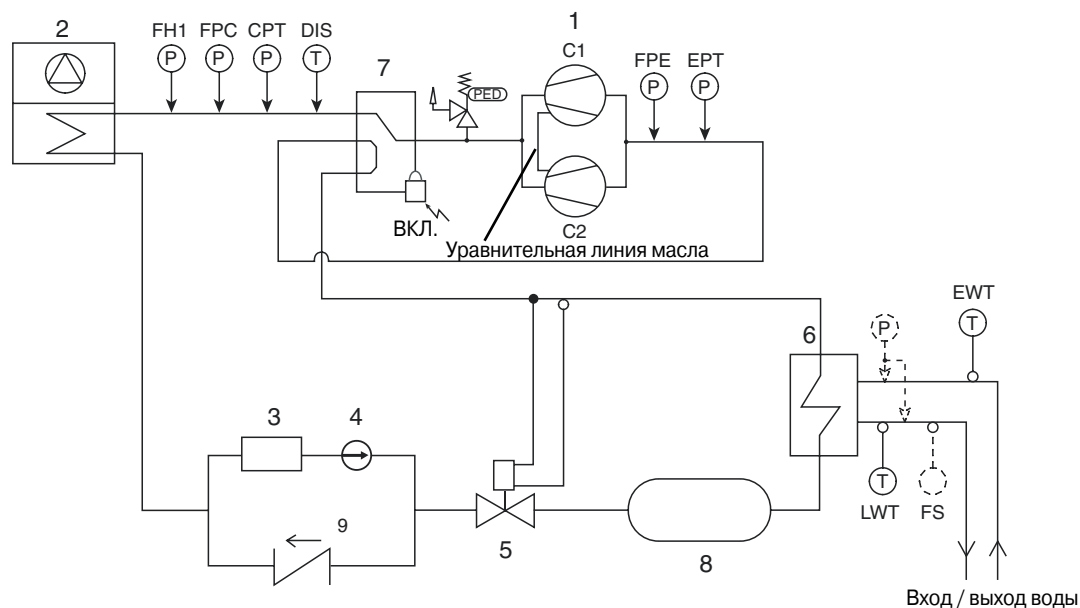 1
2
FH1 FPC CPT DIS
C1
FPE EPT
P P P T
7
PED
P P
ВКЛ.
C2
Уравнительная линия масла
EWT
P
T
6
3
4
T
9
LWT FS
5
8
Вход / выход воды